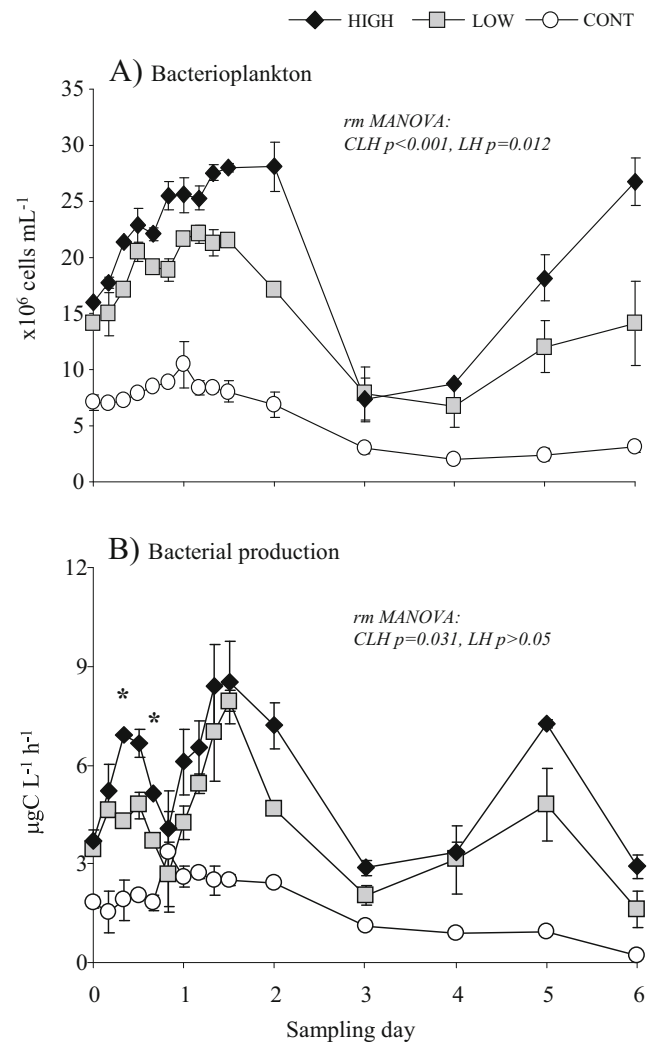 HIGH LOW CONT
A) Bacterioplankton
35
rm MANOVA:
CLH p<0.001, LH p=0.012
30
25
20
15
10
5
0
x10⁶ cells mL⁻¹
B) Bacterial production
12
rm MANOVA:
CLH p=0.031, LH p>0.05
9
* *
6
3
0
µgC L⁻¹ h⁻¹
0 1 2 3 4 5 6
Sampling day